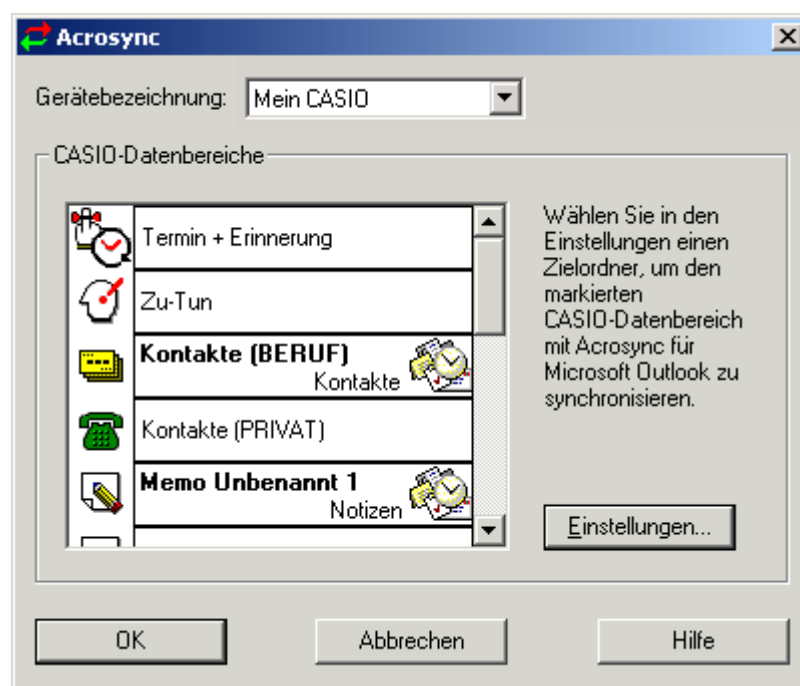 Acrosync
Gerätebezeichnung: Mein CASIO
CASIO-Datenbereiche
Termin + Erinnerung
Zu-Tun
Kontakte (BERUF)
Kontakte
Kontakte (PRIVAT)
Memo Unbenannt 1
Notizen
Wählen Sie in den
Einstellungen einen
Zielordner, um den
markierten
CASIO-Datenbereich
mit Acrosync für
Microsoft Outlook zu
synchronisieren.
Einstellungen...
OK
Abbrechen
Hilfe